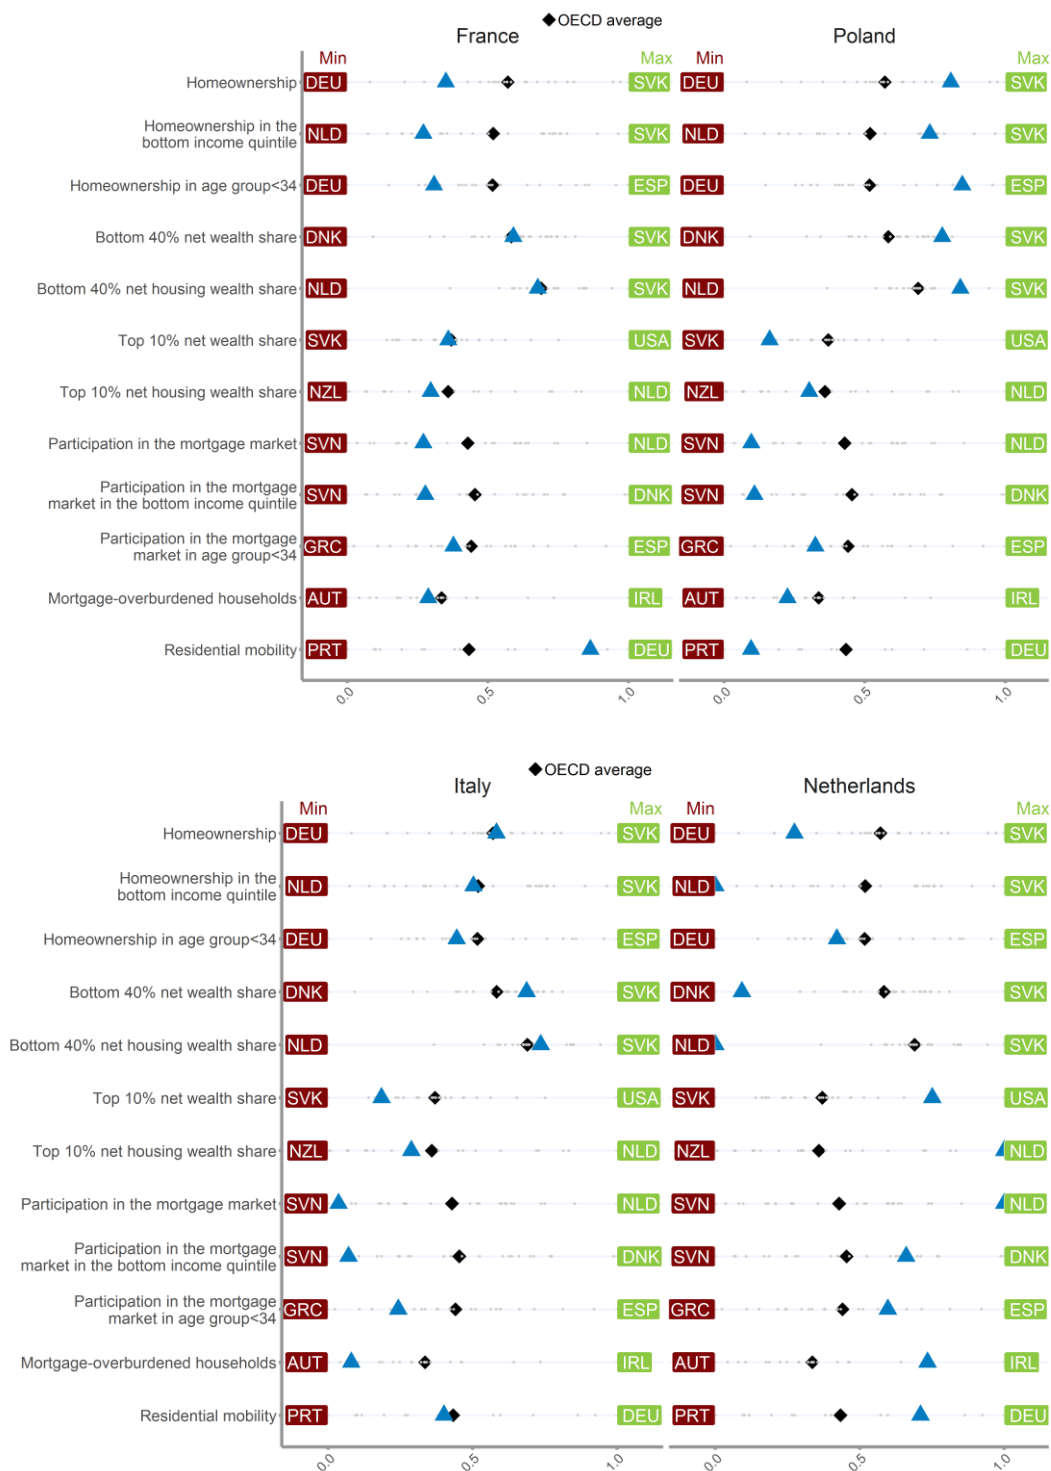 OECD average
France
Poland
Min
Max
Min
Max
Homeownership
DEU
SVK
DEU
SVK
Homeownership in the
bottom income quintile
NLD
SVK
NLD
SVK
Homeownership in age group<34
DEU
ESP
DEU
ESP
Bottom 40% net wealth share
DNK
SVK
DNK
SVK
Bottom 40% net housing wealth share
NLD
SVK
NLD
SVK
Top 10% net wealth share
SVK
USA
SVK
USA
Top 10% net housing wealth share
NZL
NLD
NZL
NLD
Participation in the mortgage market
SVN
NLD
SVN
NLD
Participation in the mortgage
market in the bottom income quintile
SVN
DNK
SVN
DNK
Participation in the mortgage
market in age group<34
GRC
ESP
GRC
ESP
Mortgage-overburdened households
AUT
IRL
AUT
IRL
Residential mobility
PRT
DEU
PRT
DEU
0.0
0.5
1.0
0.0
0.5
1.0
OECD average
Italy
Netherlands
Min
Max
Min
Max
Homeownership
DEU
SVK
DEU
SVK
Homeownership in the
bottom income quintile
NLD
SVK
NLD
SVK
Homeownership in age group<34
DEU
ESP
DEU
ESP
Bottom 40% net wealth share
DNK
SVK
DNK
SVK
Bottom 40% net housing wealth share
NLD
SVK
NLD
SVK
Top 10% net wealth share
SVK
USA
SVK
USA
Top 10% net housing wealth share
NZL
NLD
NZL
NLD
Participation in the mortgage market
SVN
NLD
SVN
NLD
Participation in the mortgage
market in the bottom income quintile
SVN
DNK
SVN
DNK
Participation in the mortgage
market in age group<34
GRC
ESP
GRC
ESP
Mortgage-overburdened households
AUT
IRL
AUT
IRL
Residential mobility
PRT
DEU
PRT
DEU
0.0
0.5
1.0
0.0
0.5
1.0